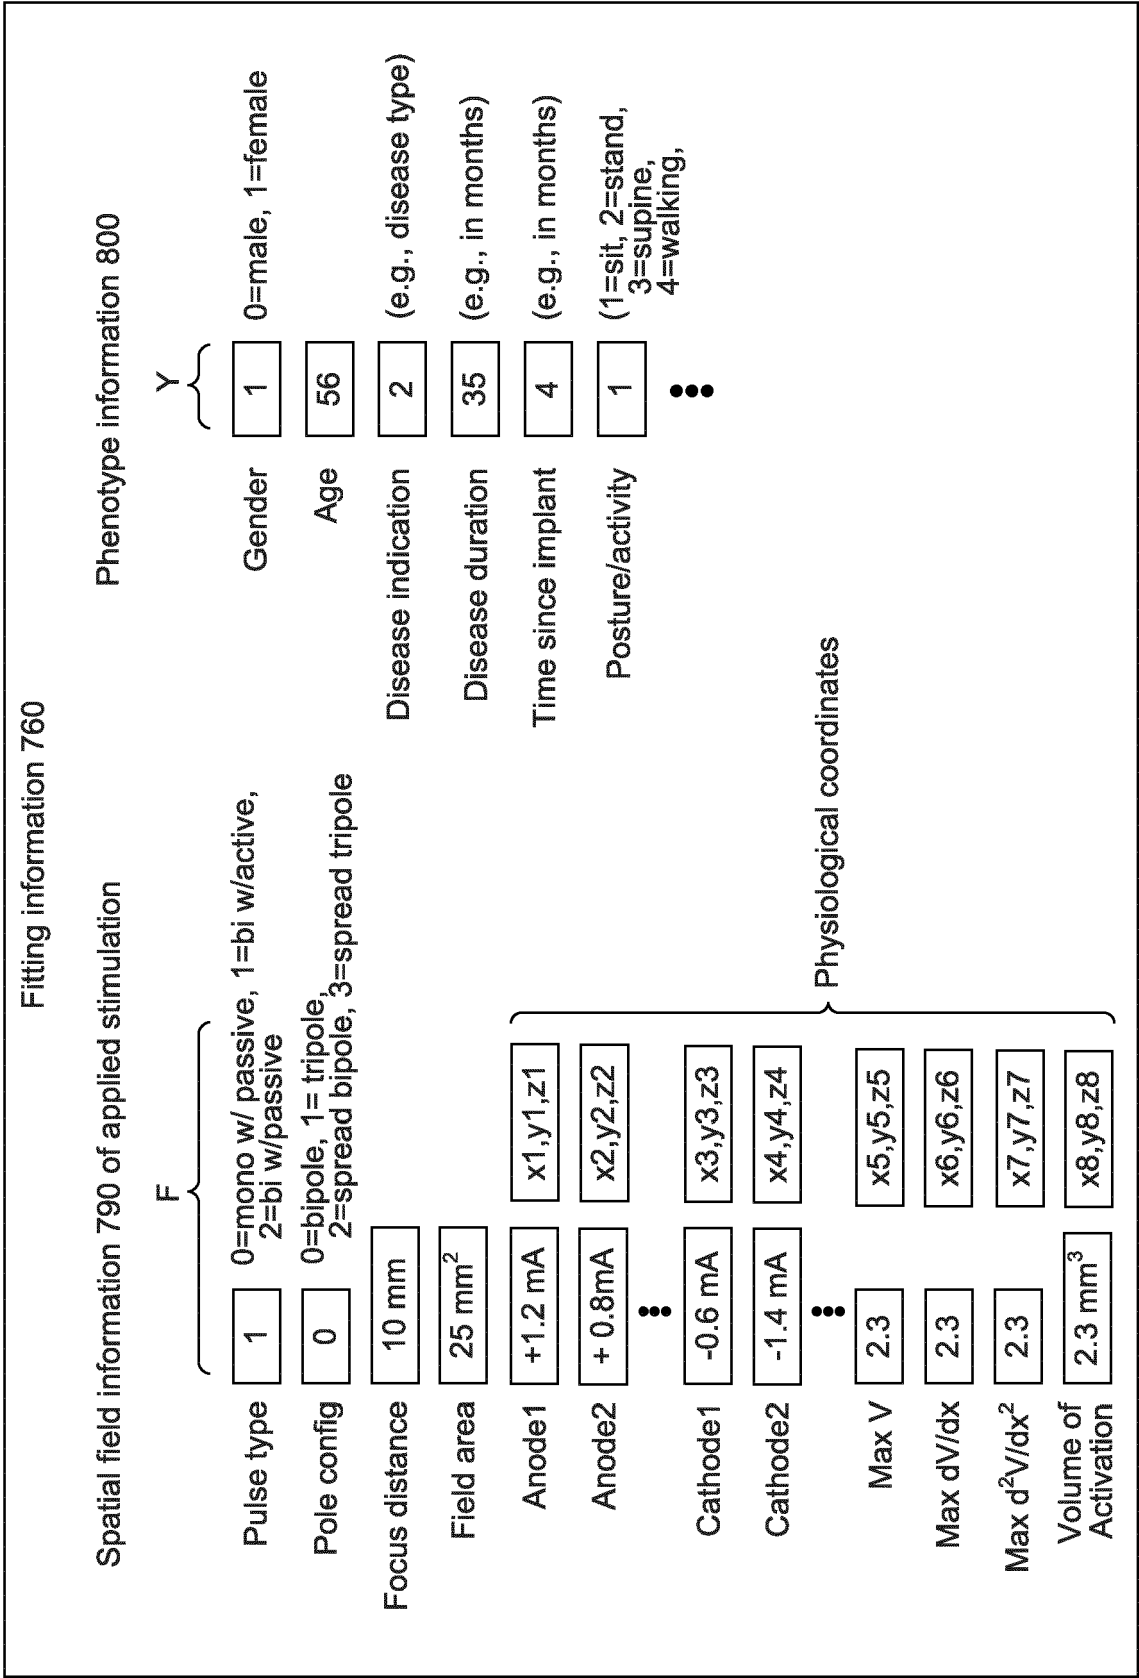 Fitting information 760
Spatial field information 790 of applied stimulation
F
Pulse type 1 0=mono w/ passive, 1=bi w/active,
2=bi w/passive
Pole config 0 0=bipole, 1= tripole,
2=spread bipole, 3=spread tripole
Focus distance 10 mm
Field area 25 mm²
Anode1 +1.2 mA x1,y1,z1
Anode2 + 0.8mA x2,y2,z2
•••
Cathode1 -0.6 mA x3,y3,z3
Cathode2 -1.4 mA x4,y4,z4
•••
Max V 2.3 x5,y5,z5
Max dV/dx 2.3 x6,y6,z6
Max d²V/dx² 2.3 x7,y7,z7
Volume of
Activation 2.3 mm³ x8,y8,z8
Physiological coordinates
Phenotype information 800
Y
Gender 1 0=male, 1=female
Age 56
Disease indication 2 (e.g., disease type)
Disease duration 35 (e.g., in months)
Time since implant 4 (e.g., in months)
Posture/activity 1 (1=sit, 2=stand,
3=supine,
4=walking,
•••